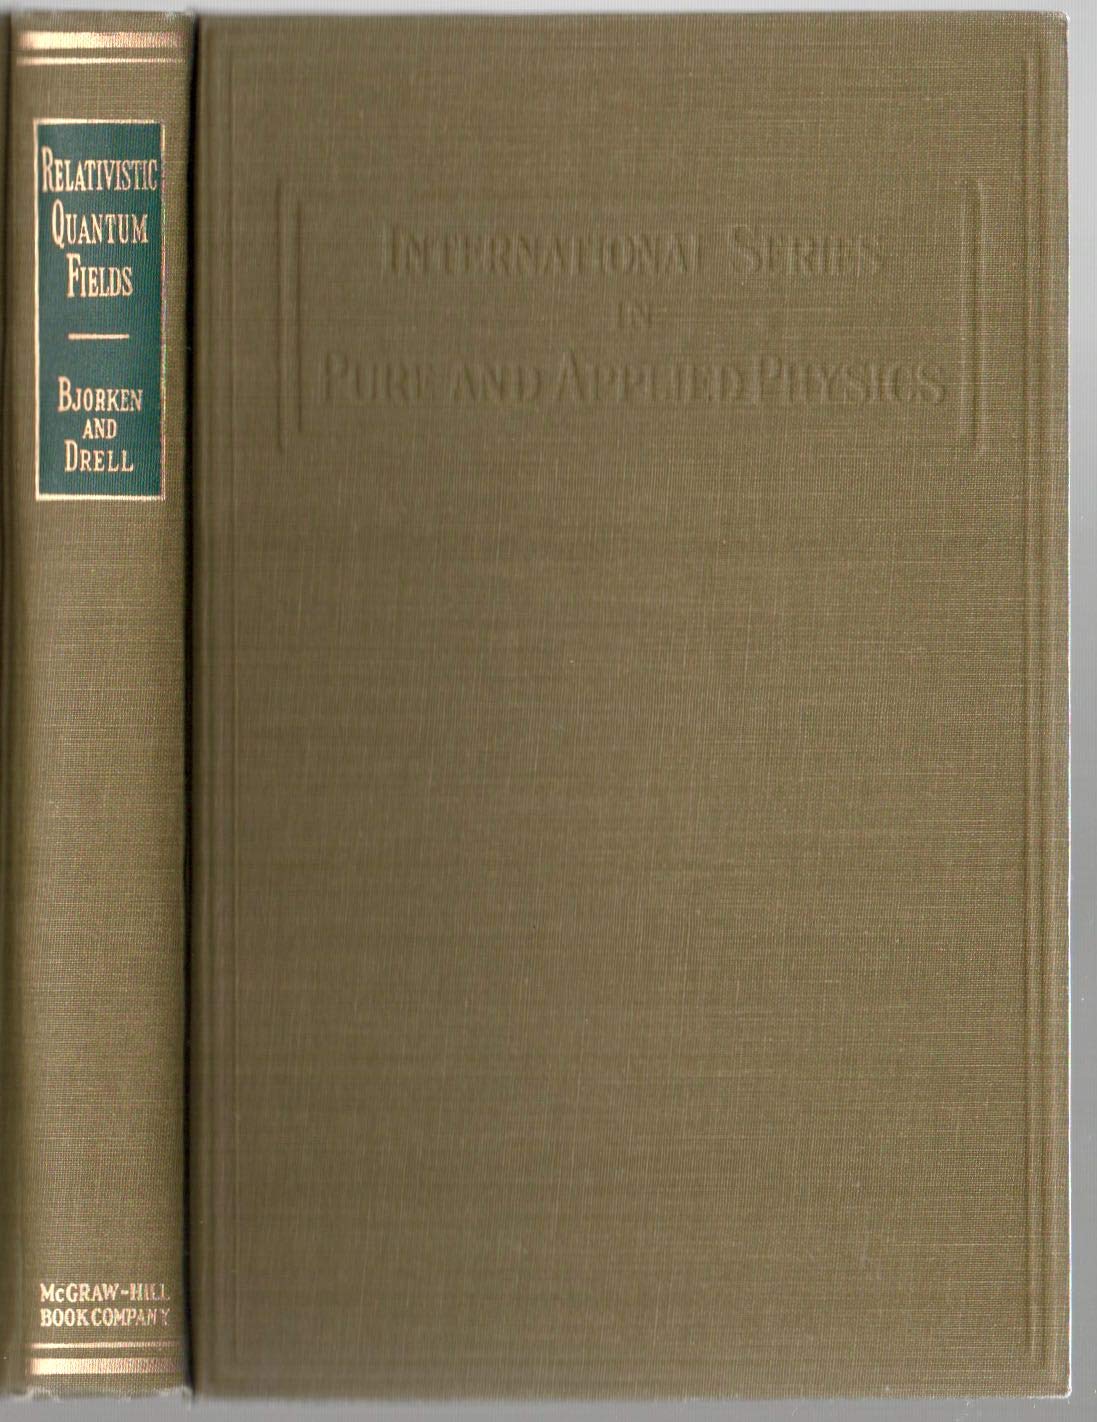 RELATIVISTIC
QUANTUM
FIELDS
BJORKEN
AND
DRELL
MCGRAW-HILL
BOOK COMPANY
INTERNATIONAL SERIES
IN
PURE AND APPLIED PHYSICS